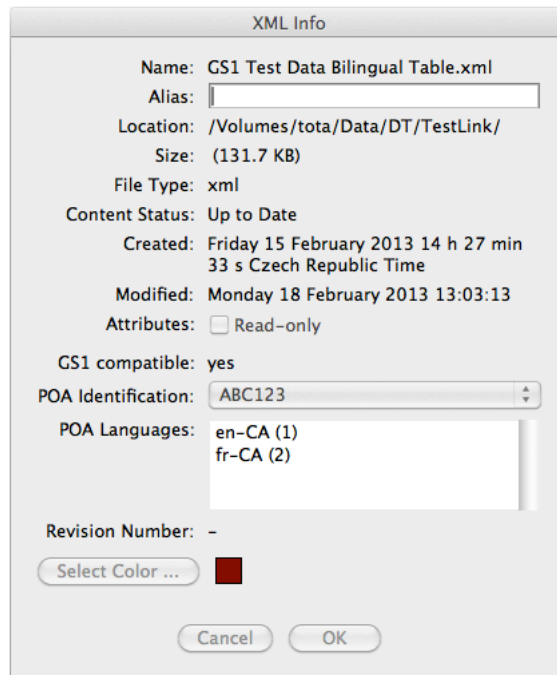 XML Info
Name: GS1 Test Data Bilingual Table.xml
Alias:
Location: /Volumes/tota/Data/DT/TestLink/
Size: (131.7 KB)
File Type: xml
Content Status: Up to Date
Created: Friday 15 February 2013 14 h 27 min
33 s Czech Republic Time
Modified: Monday 18 February 2013 13:03:13
Attributes: Read-only
GS1 compatible: yes
POA Identification: ABC123
POA Languages: en-CA (1)
fr-CA (2)
Revision Number: –
Select Color ...
Cancel OK